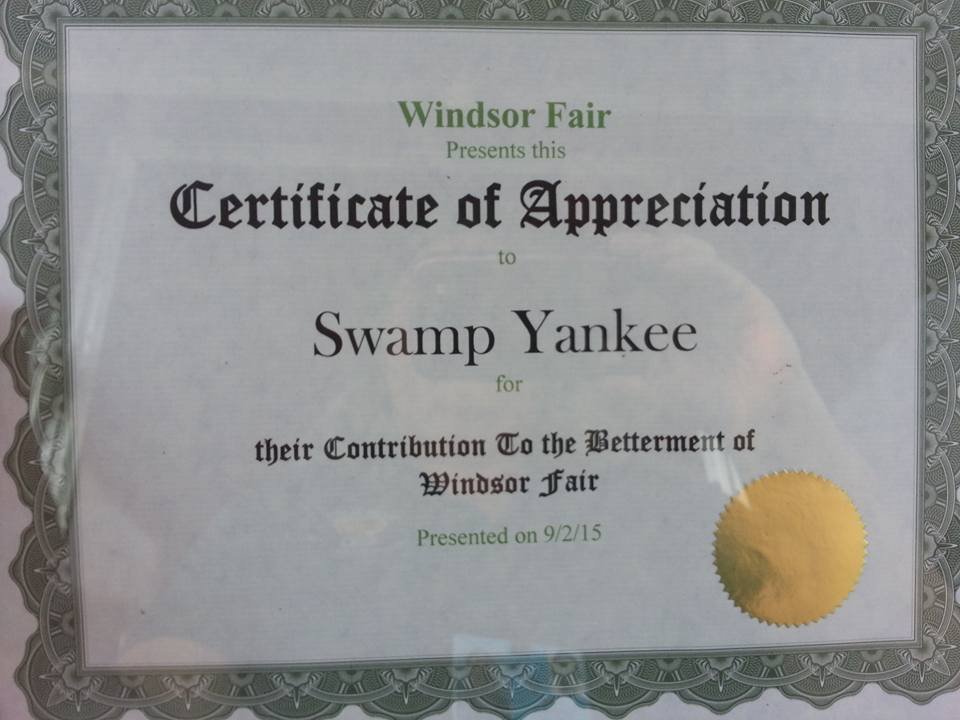 Windsor Fair
Presents this
Certificate of Appreciation
to
Swamp Yankee
for
their Contribution To the Betterment of
Windsor Fair
Presented on 9/2/15